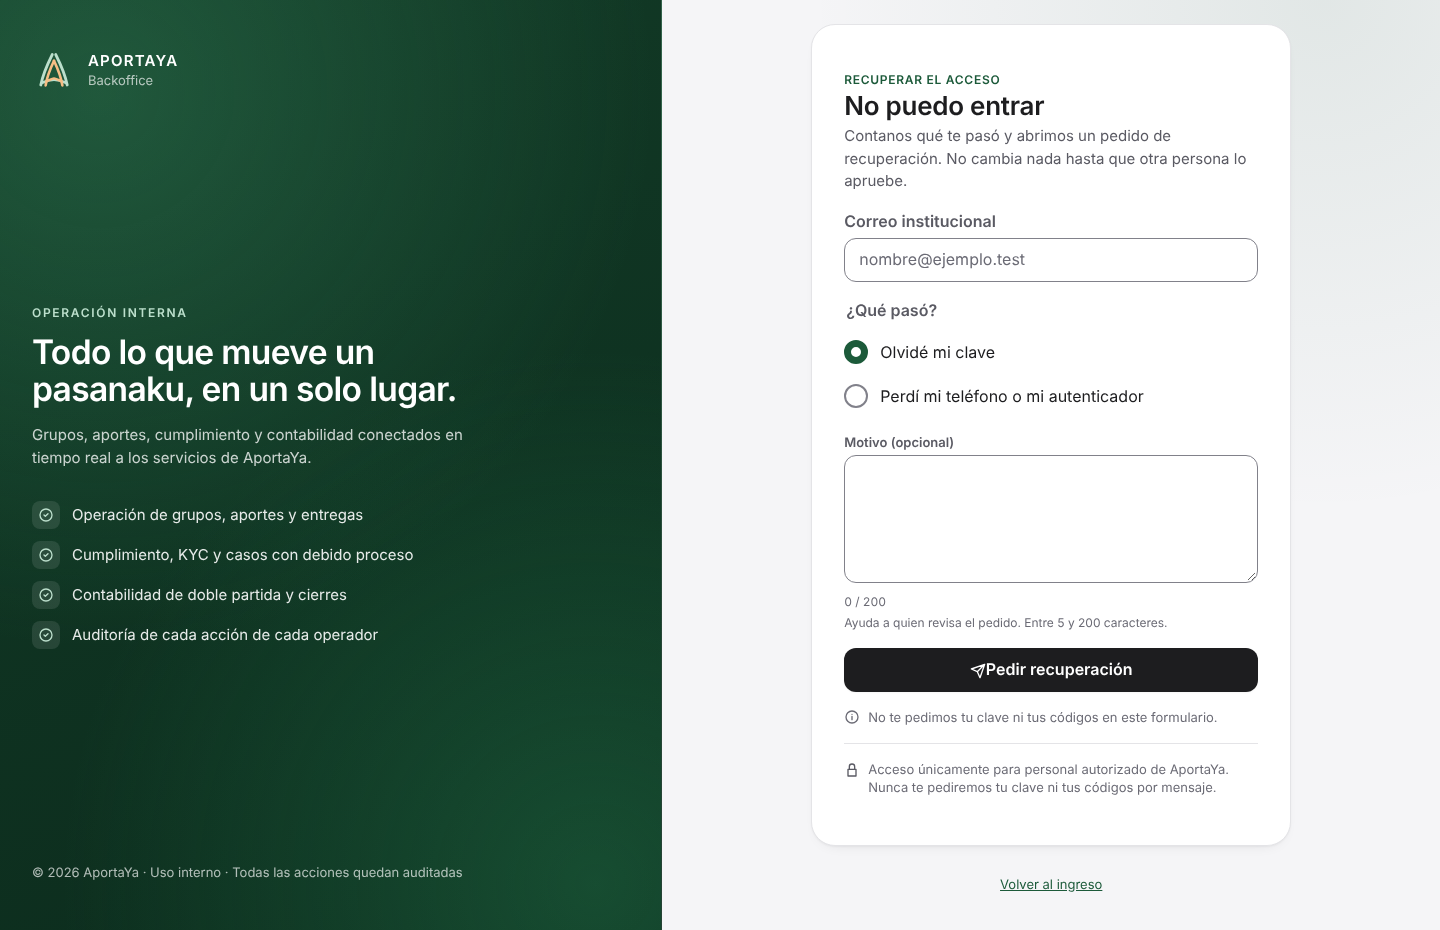 APORTAYA
Backoffice
OPERACIÓN INTERNA
Todo lo que mueve un
pasanaku, en un solo lugar.
Grupos, aportes, cumplimiento y contabilidad conectados en
tiempo real a los servicios de AportaYa.
Operación de grupos, aportes y entregas
Cumplimiento, KYC y casos con debido proceso
Contabilidad de doble partida y cierres
Auditoría de cada acción de cada operador
© 2026 AportaYa · Uso interno · Todas las acciones quedan auditadas
RECUPERAR EL ACCESO
No puedo entrar
Contanos qué te pasó y abrimos un pedido de
recuperación. No cambia nada hasta que otra persona lo
apruebe.
Correo institucional
nombre@ejemplo.test
¿Qué pasó?
Olvidé mi clave
Perdí mi teléfono o mi autenticador
Motivo (opcional)
0 / 200
Ayuda a quien revisa el pedido. Entre 5 y 200 caracteres.
Pedir recuperación
No te pedimos tu clave ni tus códigos en este formulario.
Acceso únicamente para personal autorizado de AportaYa.
Nunca te pediremos tu clave ni tus códigos por mensaje.
Volver al ingreso